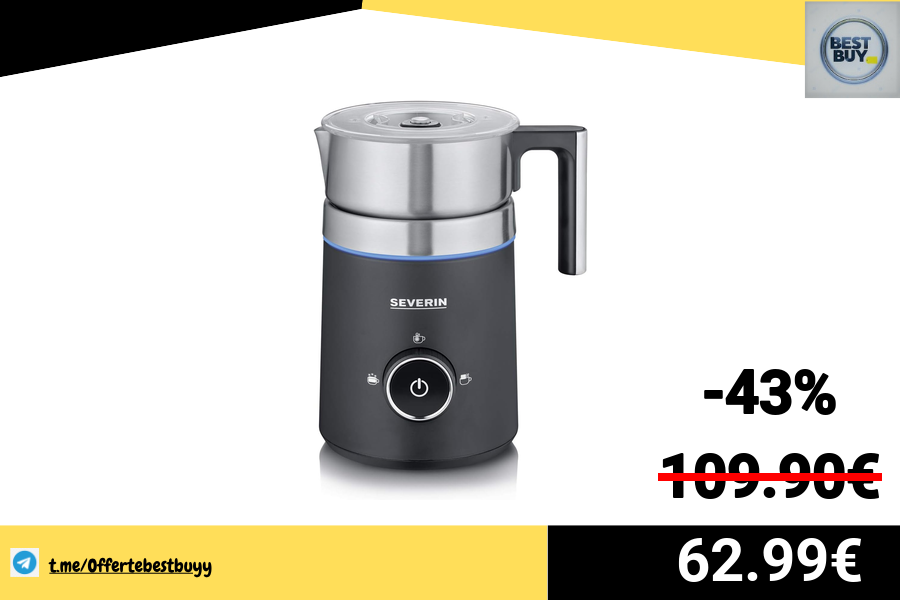 BEST
BUY
SEVERIN
-43%
109.90€
t.me/Offertebestbuyy
62.99€